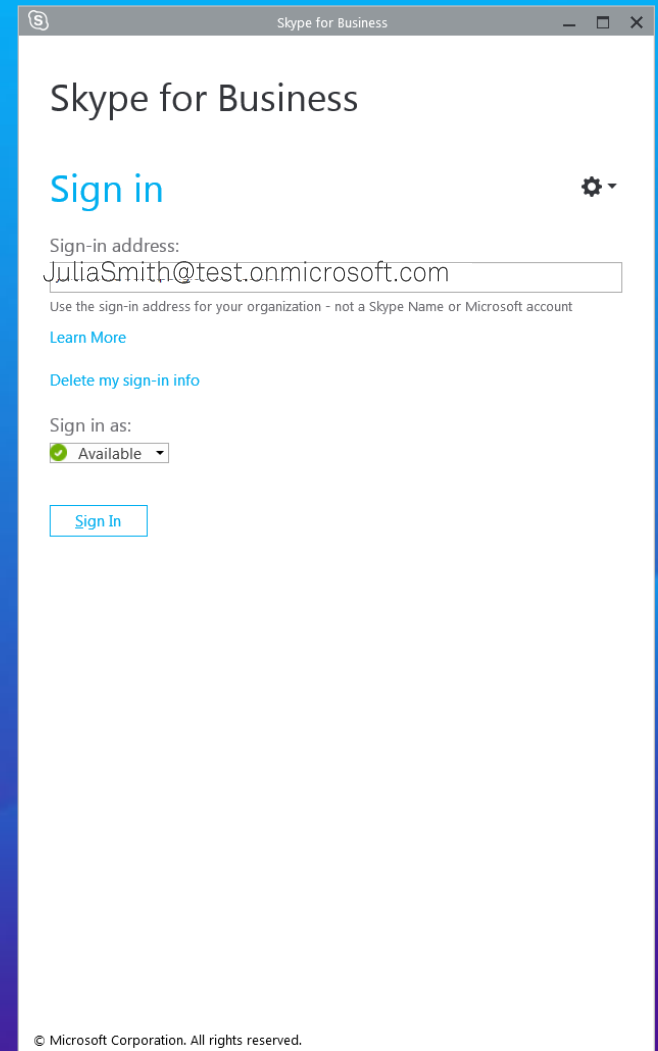 Skype for Business
Skype for Business
Sign in
Sign-in address:
JuliaSmith@test.onmicrosoft.com
Use the sign-in address for your organization - not a Skype Name or Microsoft account
Learn More
Delete my sign-in info
Sign in as:
Available
Sign In
© Microsoft Corporation. All rights reserved.